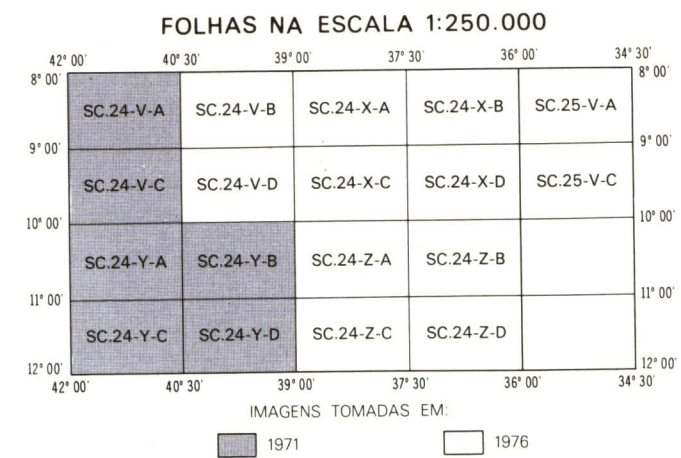 FOLHAS NA ESCALA 1:250.000
42° 00' 40° 30' 39° 00' 37° 30' 36° 00' 34° 30'
8° 00' 8° 00'
SC.24-V-A SC.24-V-B SC.24-X-A SC.24-X-B SC.25-V-A
9° 00' 9° 00'
SC.24-V-C SC.24-V-D SC.24-X-C SC.24-X-D SC.25-V-C
10° 00' 10° 00'
SC.24-Y-A SC.24-Y-B SC.24-Z-A SC.24-Z-B
11° 00' 11° 00'
SC.24-Y-C SC.24-Y-D SC.24-Z-C SC.24-Z-D
12° 00' 12° 00'
42° 00' 40° 30' 39° 00' 37° 30' 36° 00' 34° 30'
IMAGENS TOMADAS EM:
1971 1976